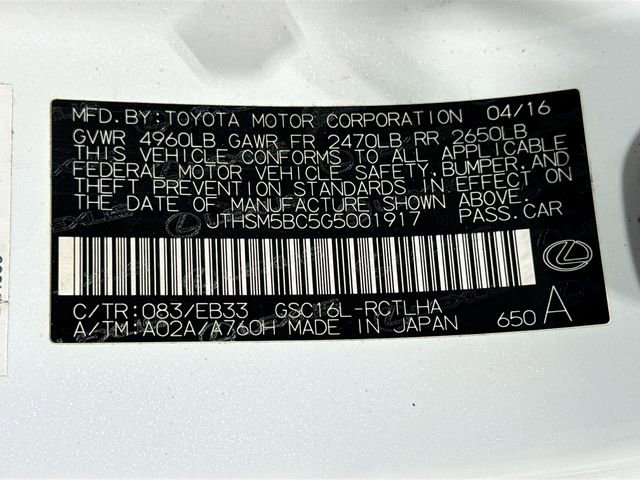 MFD. BY: TOYOTA MOTOR CORPORATION 04/16
GVWR 4960LB GAWR FR 2470LB RR 2650LB
THIS VEHICLE CONFORMS TO ALL APPLICABLE
FEDERAL MOTOR VEHICLE SAFETY, BUMPER, AND
THEFT PREVENTION STANDARDS IN EFFECT ON
THE DATE OF MANUFACTURE SHOWN ABOVE.
JTHSM5BC5G5001917 PASS. CAR
C/TR: 083/EB33 GSC16L-RCTLHA
A/TM: A02A/A760H MADE IN JAPAN 650 A